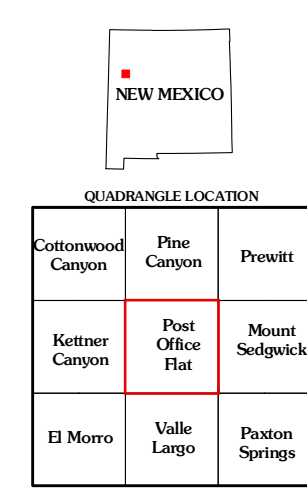 NEW MEXICO
QUADRANGLE LOCATION
Cottonwood
Canyon
Pine
Canyon
Prewitt
Kettner
Canyon
Post
Office
Flat
Mount
Sedgwick
El Morro
Valle
Largo
Paxton
Springs